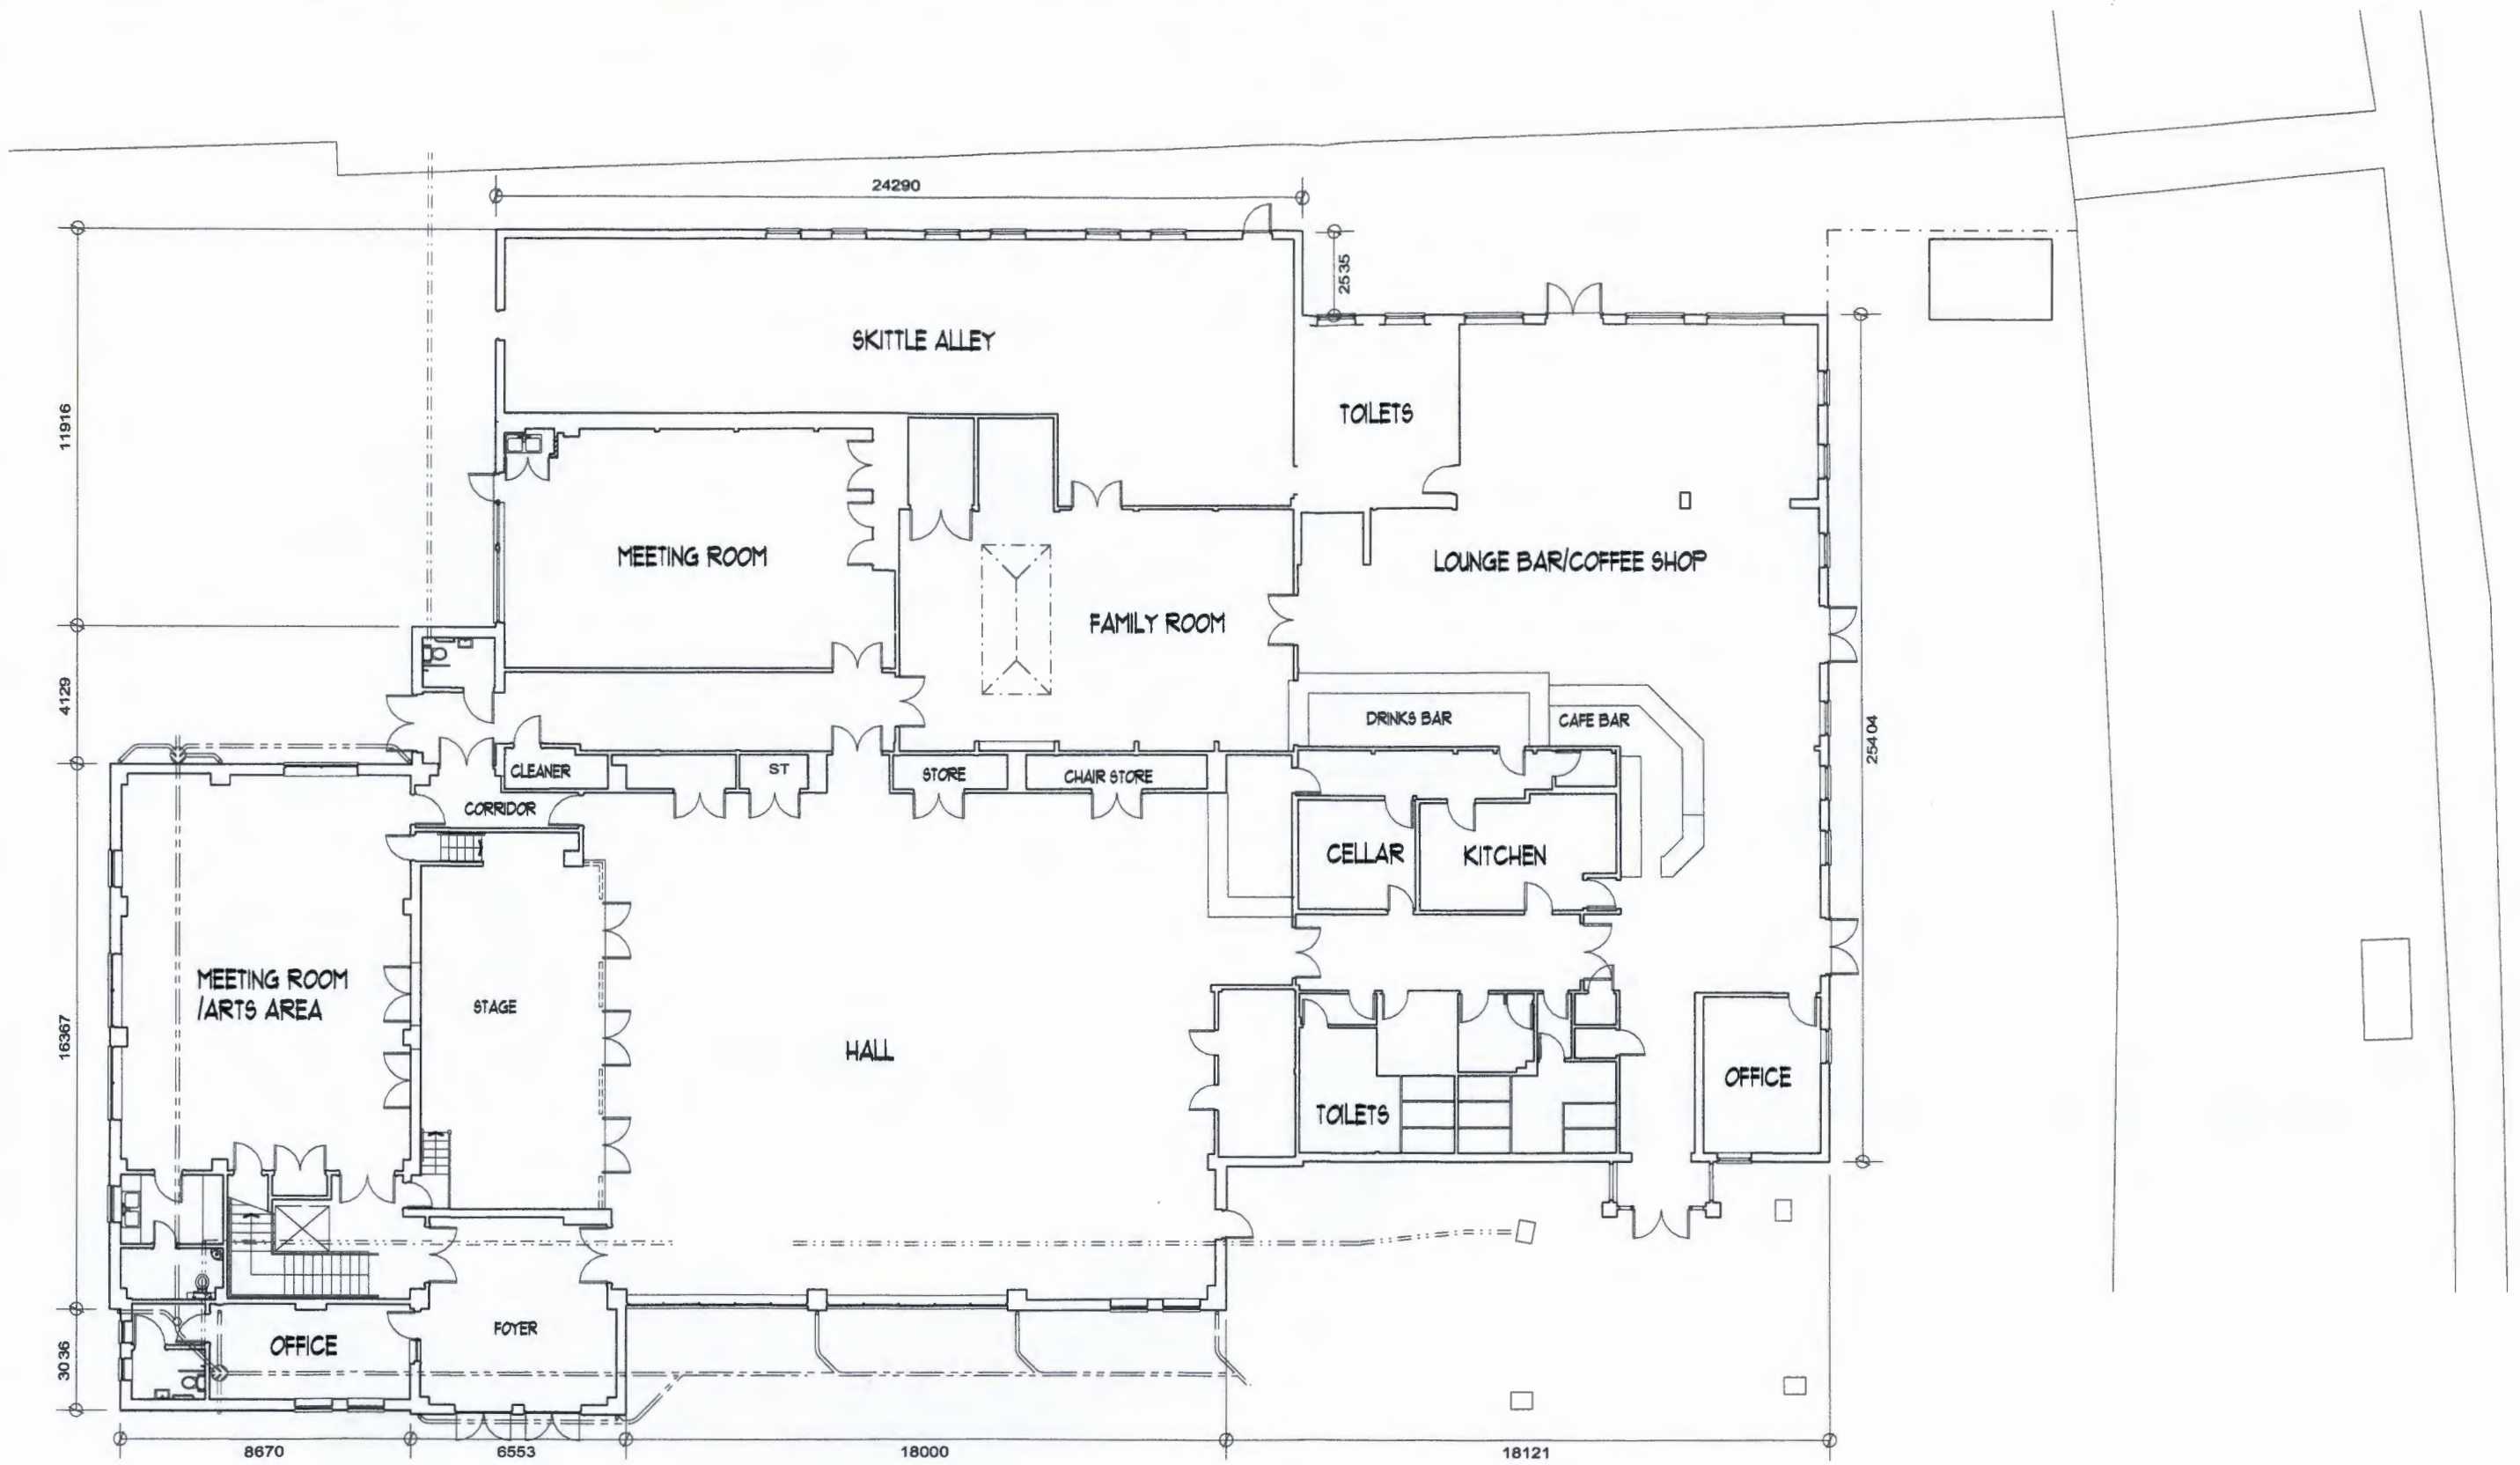 24290
2535
SKITTLE ALLEY
TOILETS
11916
MEETING ROOM
LOUNGE BAR/COFFEE SHOP
FAMILY ROOM
4129
DRINKS BAR
CAFE BAR
25404
CLEANER
ST
STORE
CHAIR STORE
CORRIDOR
CELLAR
KITCHEN
MEETING ROOM
/ARTS AREA
STAGE
16367
HALL
OFFICE
TOILETS
FOYER
OFFICE
3036
8670
6553
18000
18121